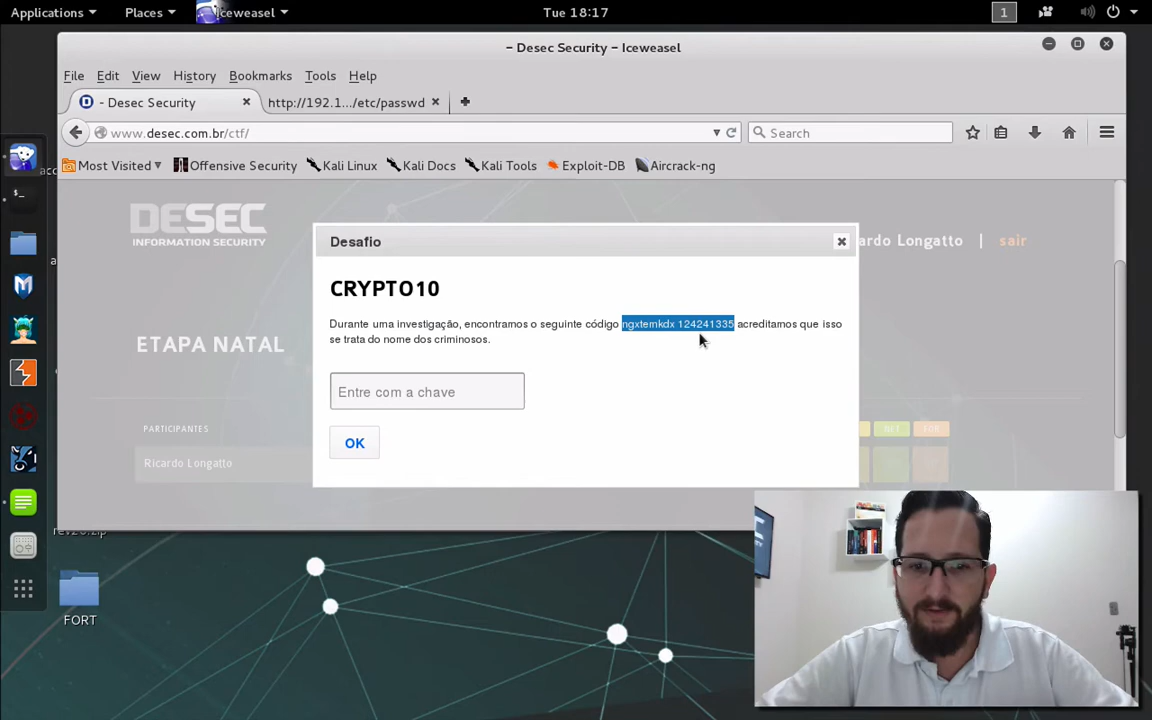 Applications Places Iceweasel Tue 18:17 1
– Desec Security – Iceweasel
File Edit View History Bookmarks Tools Help
- Desec Security http://192.1.../etc/passwd
www.desec.com.br/ctf/ Search
Most Visited Offensive Security Kali Linux Kali Docs Kali Tools Exploit-DB Aircrack-ng
DESEC
INFORMATION SECURITY
ardo Longatto | sair
Desafio
CRYPTO10
Durante uma investigação, encontramos o seguinte código ngxtemkdx 124241335 acreditamos que isso
se trata do nome dos criminosos.
ETAPA NATAL
Entre com a chave
OK
PARTICIPANTES
NET FOR
Ricardo Longatto
FORT